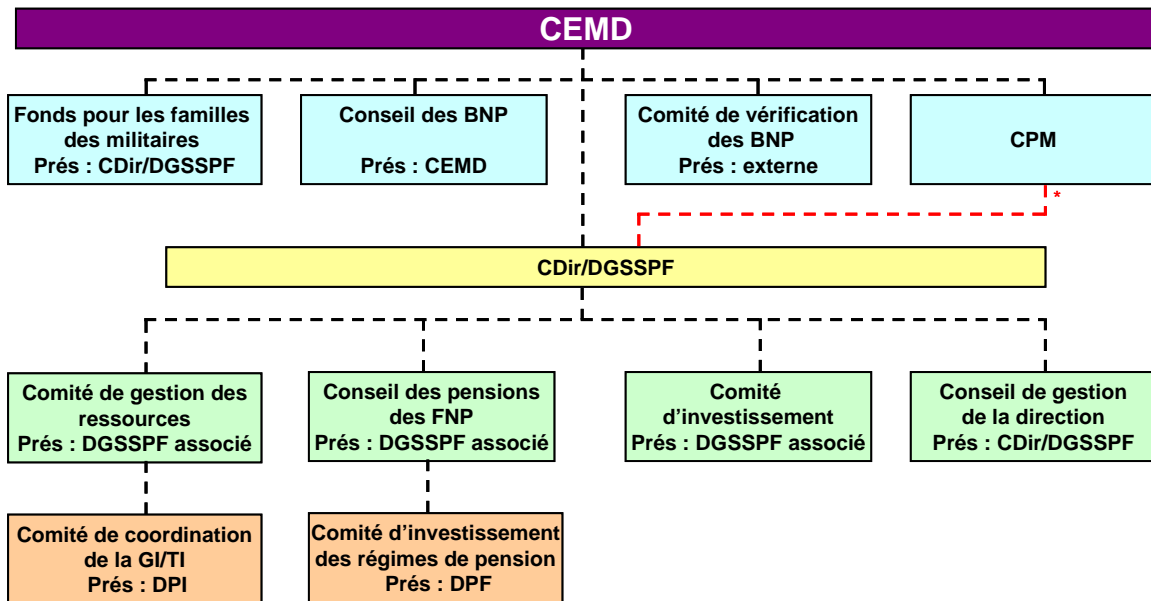 CEMD
Fonds pour les familles
des militaires
Prés : CDir/DGSSPF
Conseil des BNP
Prés : CEMD
Comité de vérification
des BNP
Prés : externe
CPM
*
CDir/DGSSPF
Comité de gestion des
ressources
Prés : DGSSPF associé
Conseil des pensions
des FNP
Prés : DGSSPF associé
Comité
d’investissement
Prés : DGSSPF associé
Conseil de gestion
de la direction
Prés : CDir/DGSSPF
Comité de coordination
de la GI/TI
Prés : DPI
Comité d’investissement
des régimes de pension
Prés : DPF